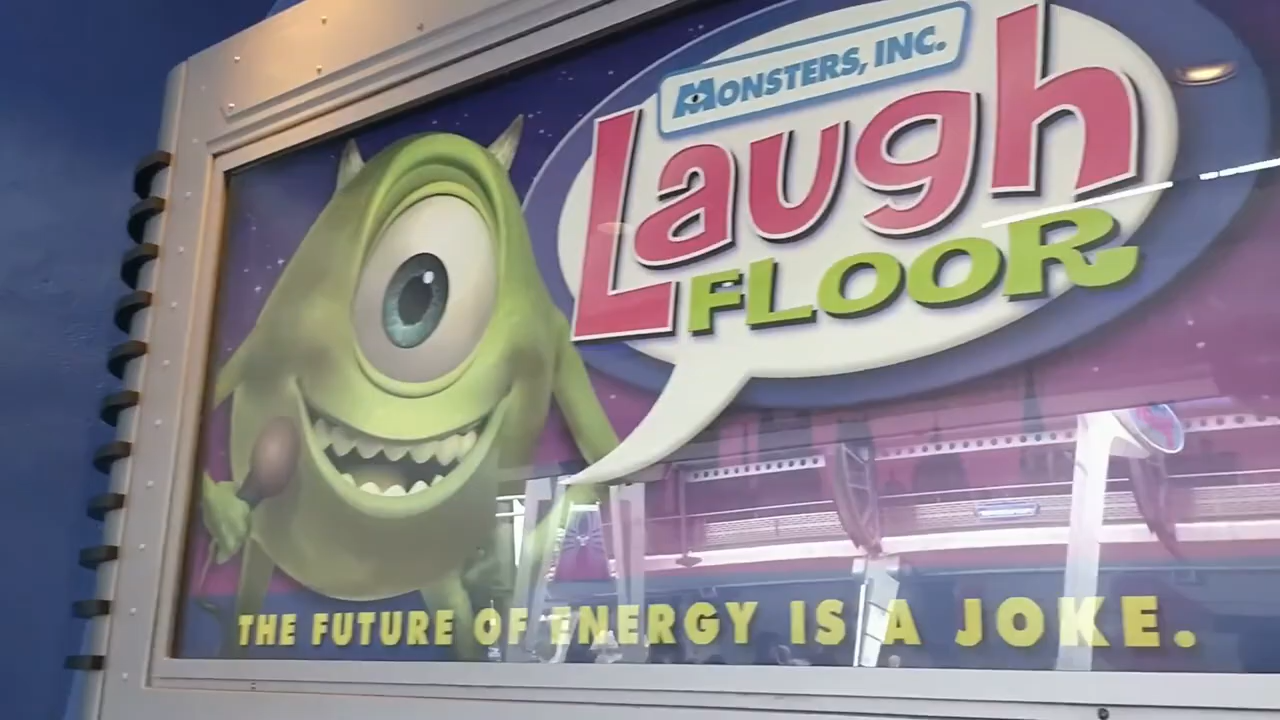 MONSTERS, INC.
Laugh
FLOOR
THE FUTURE OF ENERGY IS A JOKE.